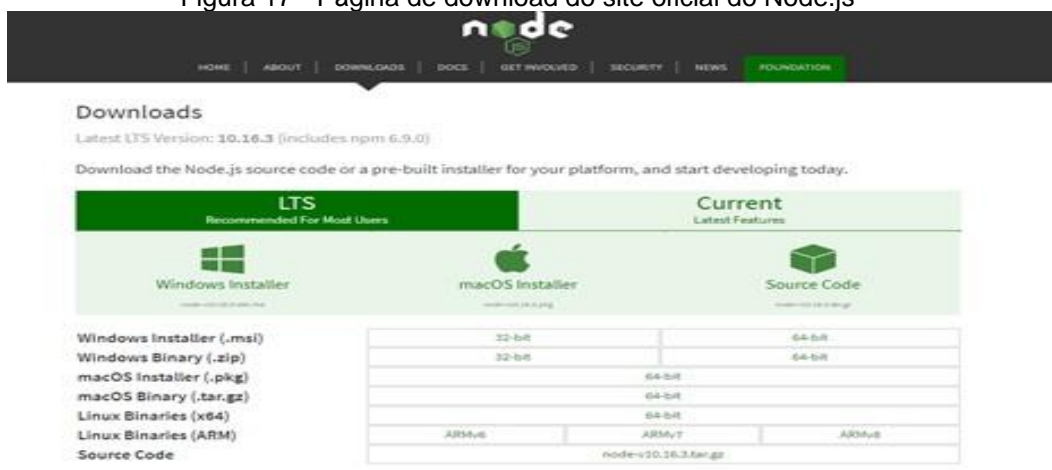 Figura 17 - Página de download do site oficial do Node.js
node
JS
HOME | ABOUT | DOWNLOADS | DOCS | GET INVOLVED | SECURITY | NEWS FOUNDATION
Downloads
Latest LTS Version: 10.16.3 (includes npm 6.9.0)
Download the Node.js source code or a pre-built installer for your platform, and start developing today.
LTS
Recommended For Most Users
Current
Latest Features
Windows Installer
macOS Installer
Source Code
Windows Installer (.msi) 32-bit 64-bit
Windows Binary (.zip) 32-bit 64-bit
macOS Installer (.pkg) 64-bit
macOS Binary (.tar.gz) 64-bit
Linux Binaries (x64) 64-bit
Linux Binaries (ARM) ARMv6 ARMv7 ARMv8
Source Code node-v10.16.3.tar.gz